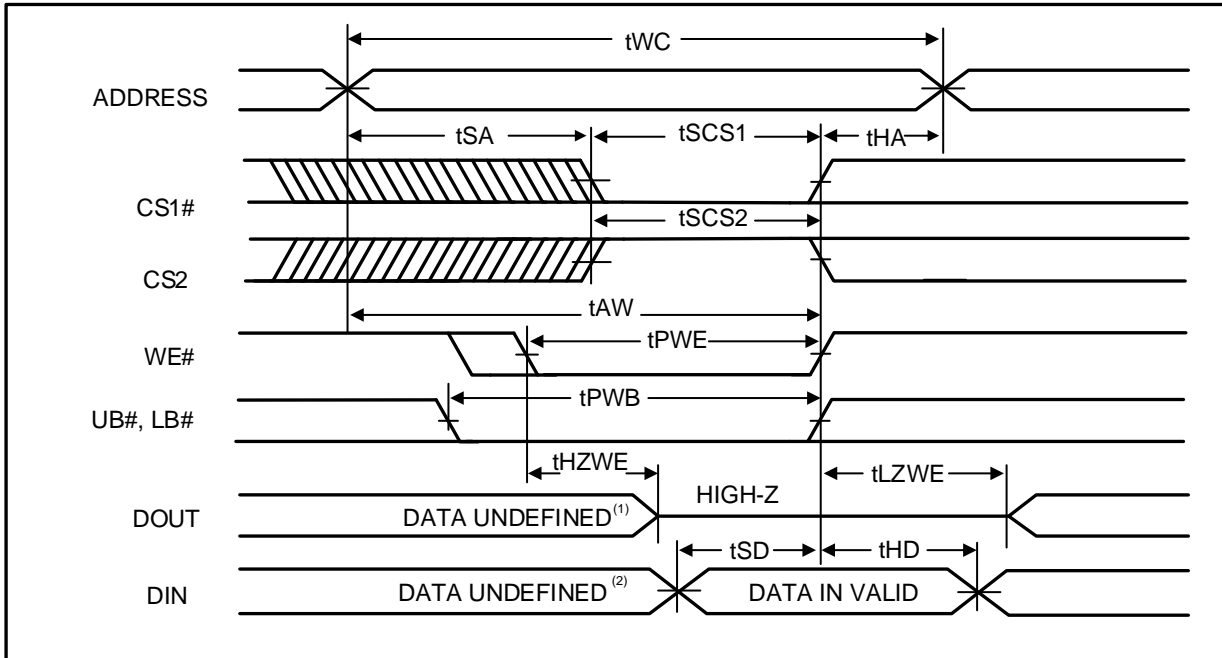 tWC
ADDRESS
tSA
tSCS1
tHA
CS1#
tSCS2
CS2
tAW
WE#
tPWE
UB#, LB#
tPWB
tHZWE
tLZWE
HIGH-Z
DOUT
DATA UNDEFINED(1)
tSD
tHD
DIN
DATA UNDEFINED (2)
DATA IN VALID